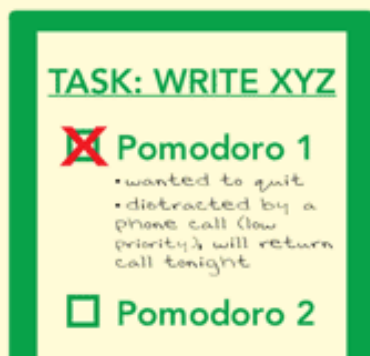 TASK: WRITE XYZ
Pomodoro 1
•wanted to quit
•distracted by a
phone call (low
priority), will return
call tonight
Pomodoro 2